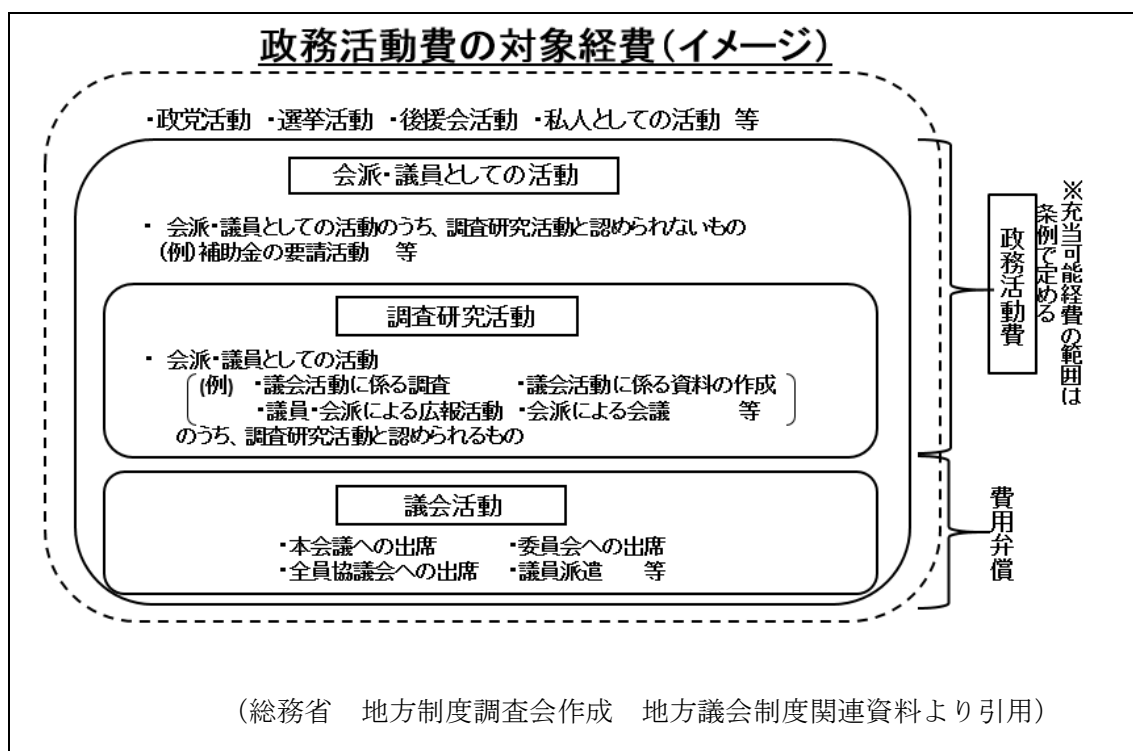 政務活動費の対象経費(イメージ)
・政党活動 ・選挙活動 ・後援会活動 ・私人としての活動 等
会派・議員としての活動
・ 会派・議員としての活動のうち、調査研究活動と認められないもの
(例)補助金の要請活動 等
調査研究活動
・ 会派・議員としての活動
(例) ・議会活動に係る調査 ・議会活動に係る資料の作成
・議員・会派による広報活動 ・会派による会議 等
のうち、調査研究活動と認められるもの
議会活動
・本会議への出席 ・委員会への出席
・全員協議会への出席 ・議員派遣 等
政務活動費
※充当可能経費の範囲は
条例で定める
費用弁償
(総務省 地方制度調査会作成 地方議会制度関連資料より引用)